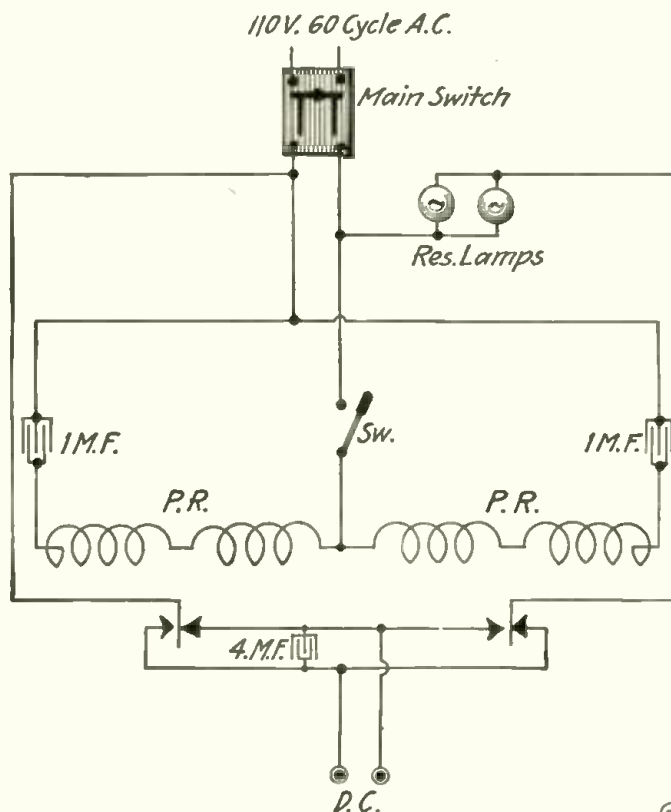 110V. 60 Cycle A.C.
Main Switch
Res. Lamps
Sw.
1 M.F.
1 M.F.
P.R.
P.R.
4. M.F.
D.C.